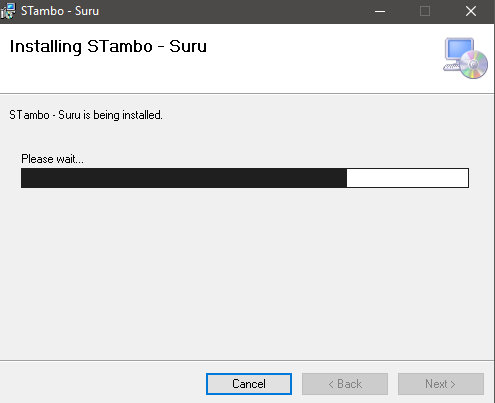 STambo - Suru
Installing STambo - Suru
STambo - Suru is being installed.
Please wait...
Cancel
< Back
Next >